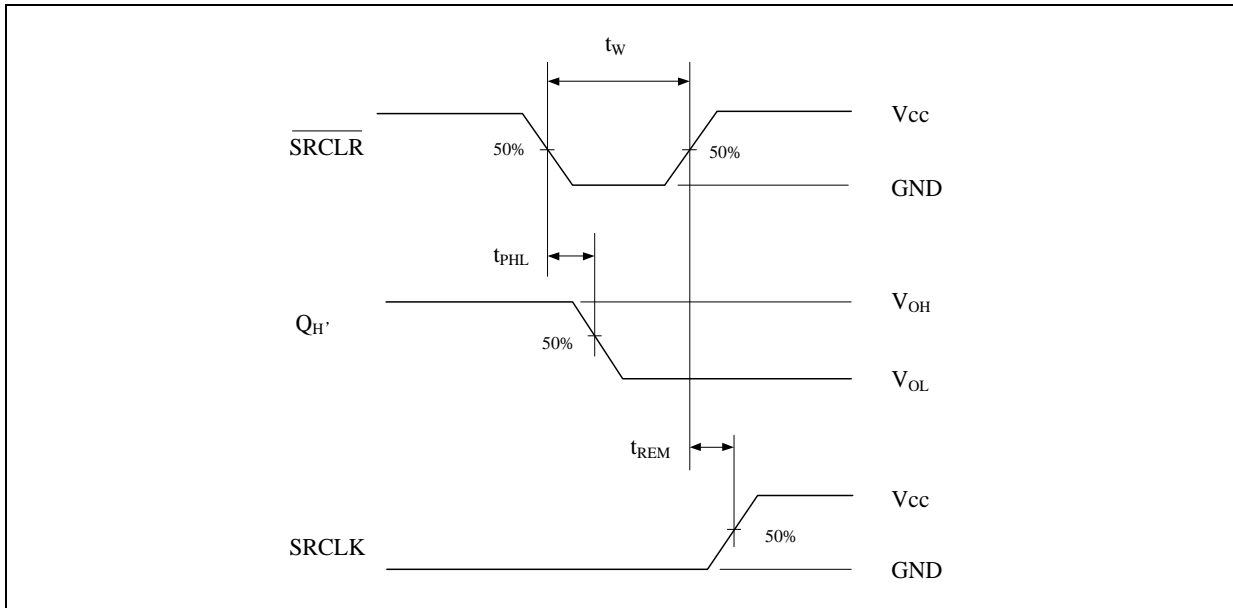 tW
Vcc
SRCLR
50%
50%
GND
tPHL
VOH
QH'
50%
VOL
tREM
Vcc
50%
SRCLK
GND